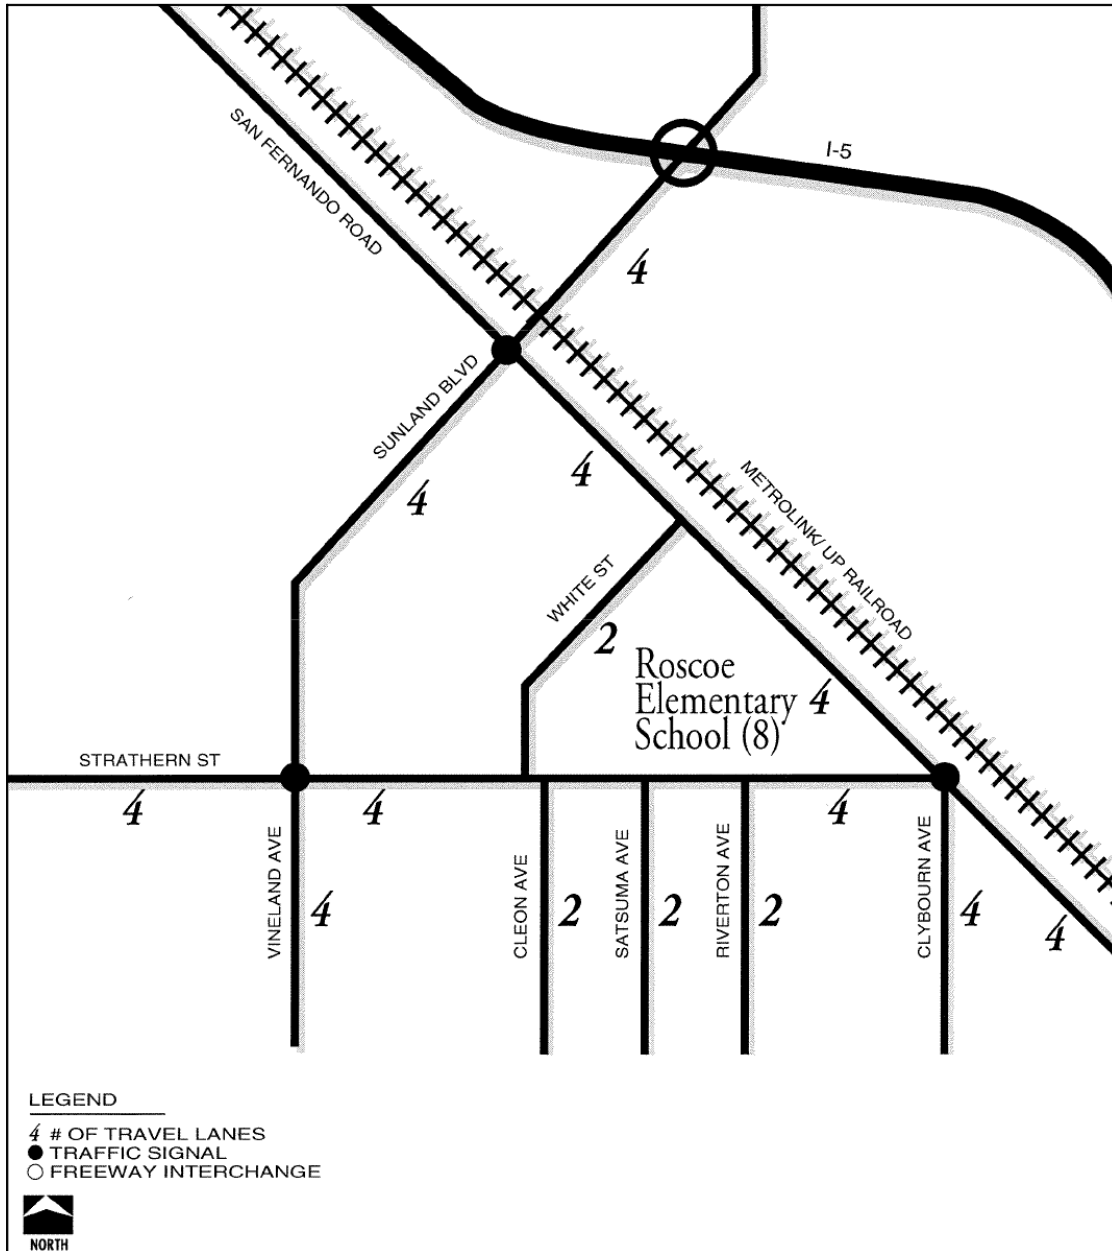 I-5
SAN FERNANDO ROAD
4
SUNLAND BLVD
4
4
METROLINK/ UP RAILROAD
WHITE ST
2
Roscoe
Elementary
School (8)
4
STRATHERN ST
4
4
4
VINELAND AVE
4
CLEON AVE
2
SATSUMA AVE
2
RIVERTON AVE
2
CLYBOURN AVE
4
4
LEGEND
4 # OF TRAVEL LANES
TRAFFIC SIGNAL
FREEWAY INTERCHANGE
NORTH